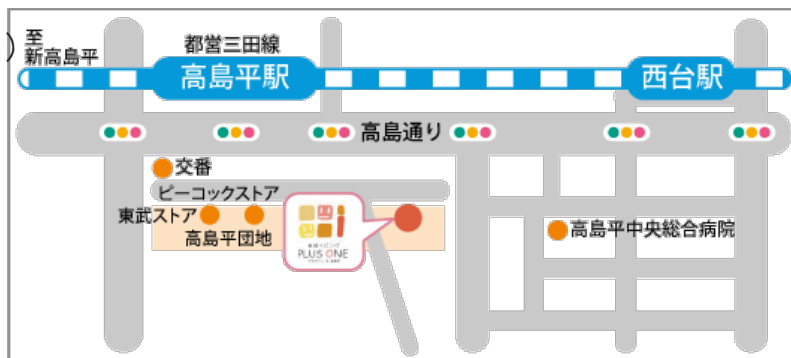 至
新高島平
都営三田線
高島平駅
西台駅
高島通り
交番
ピーコックストア
東武ストア
高島平団地
PLUS ONE
高島平中央総合病院